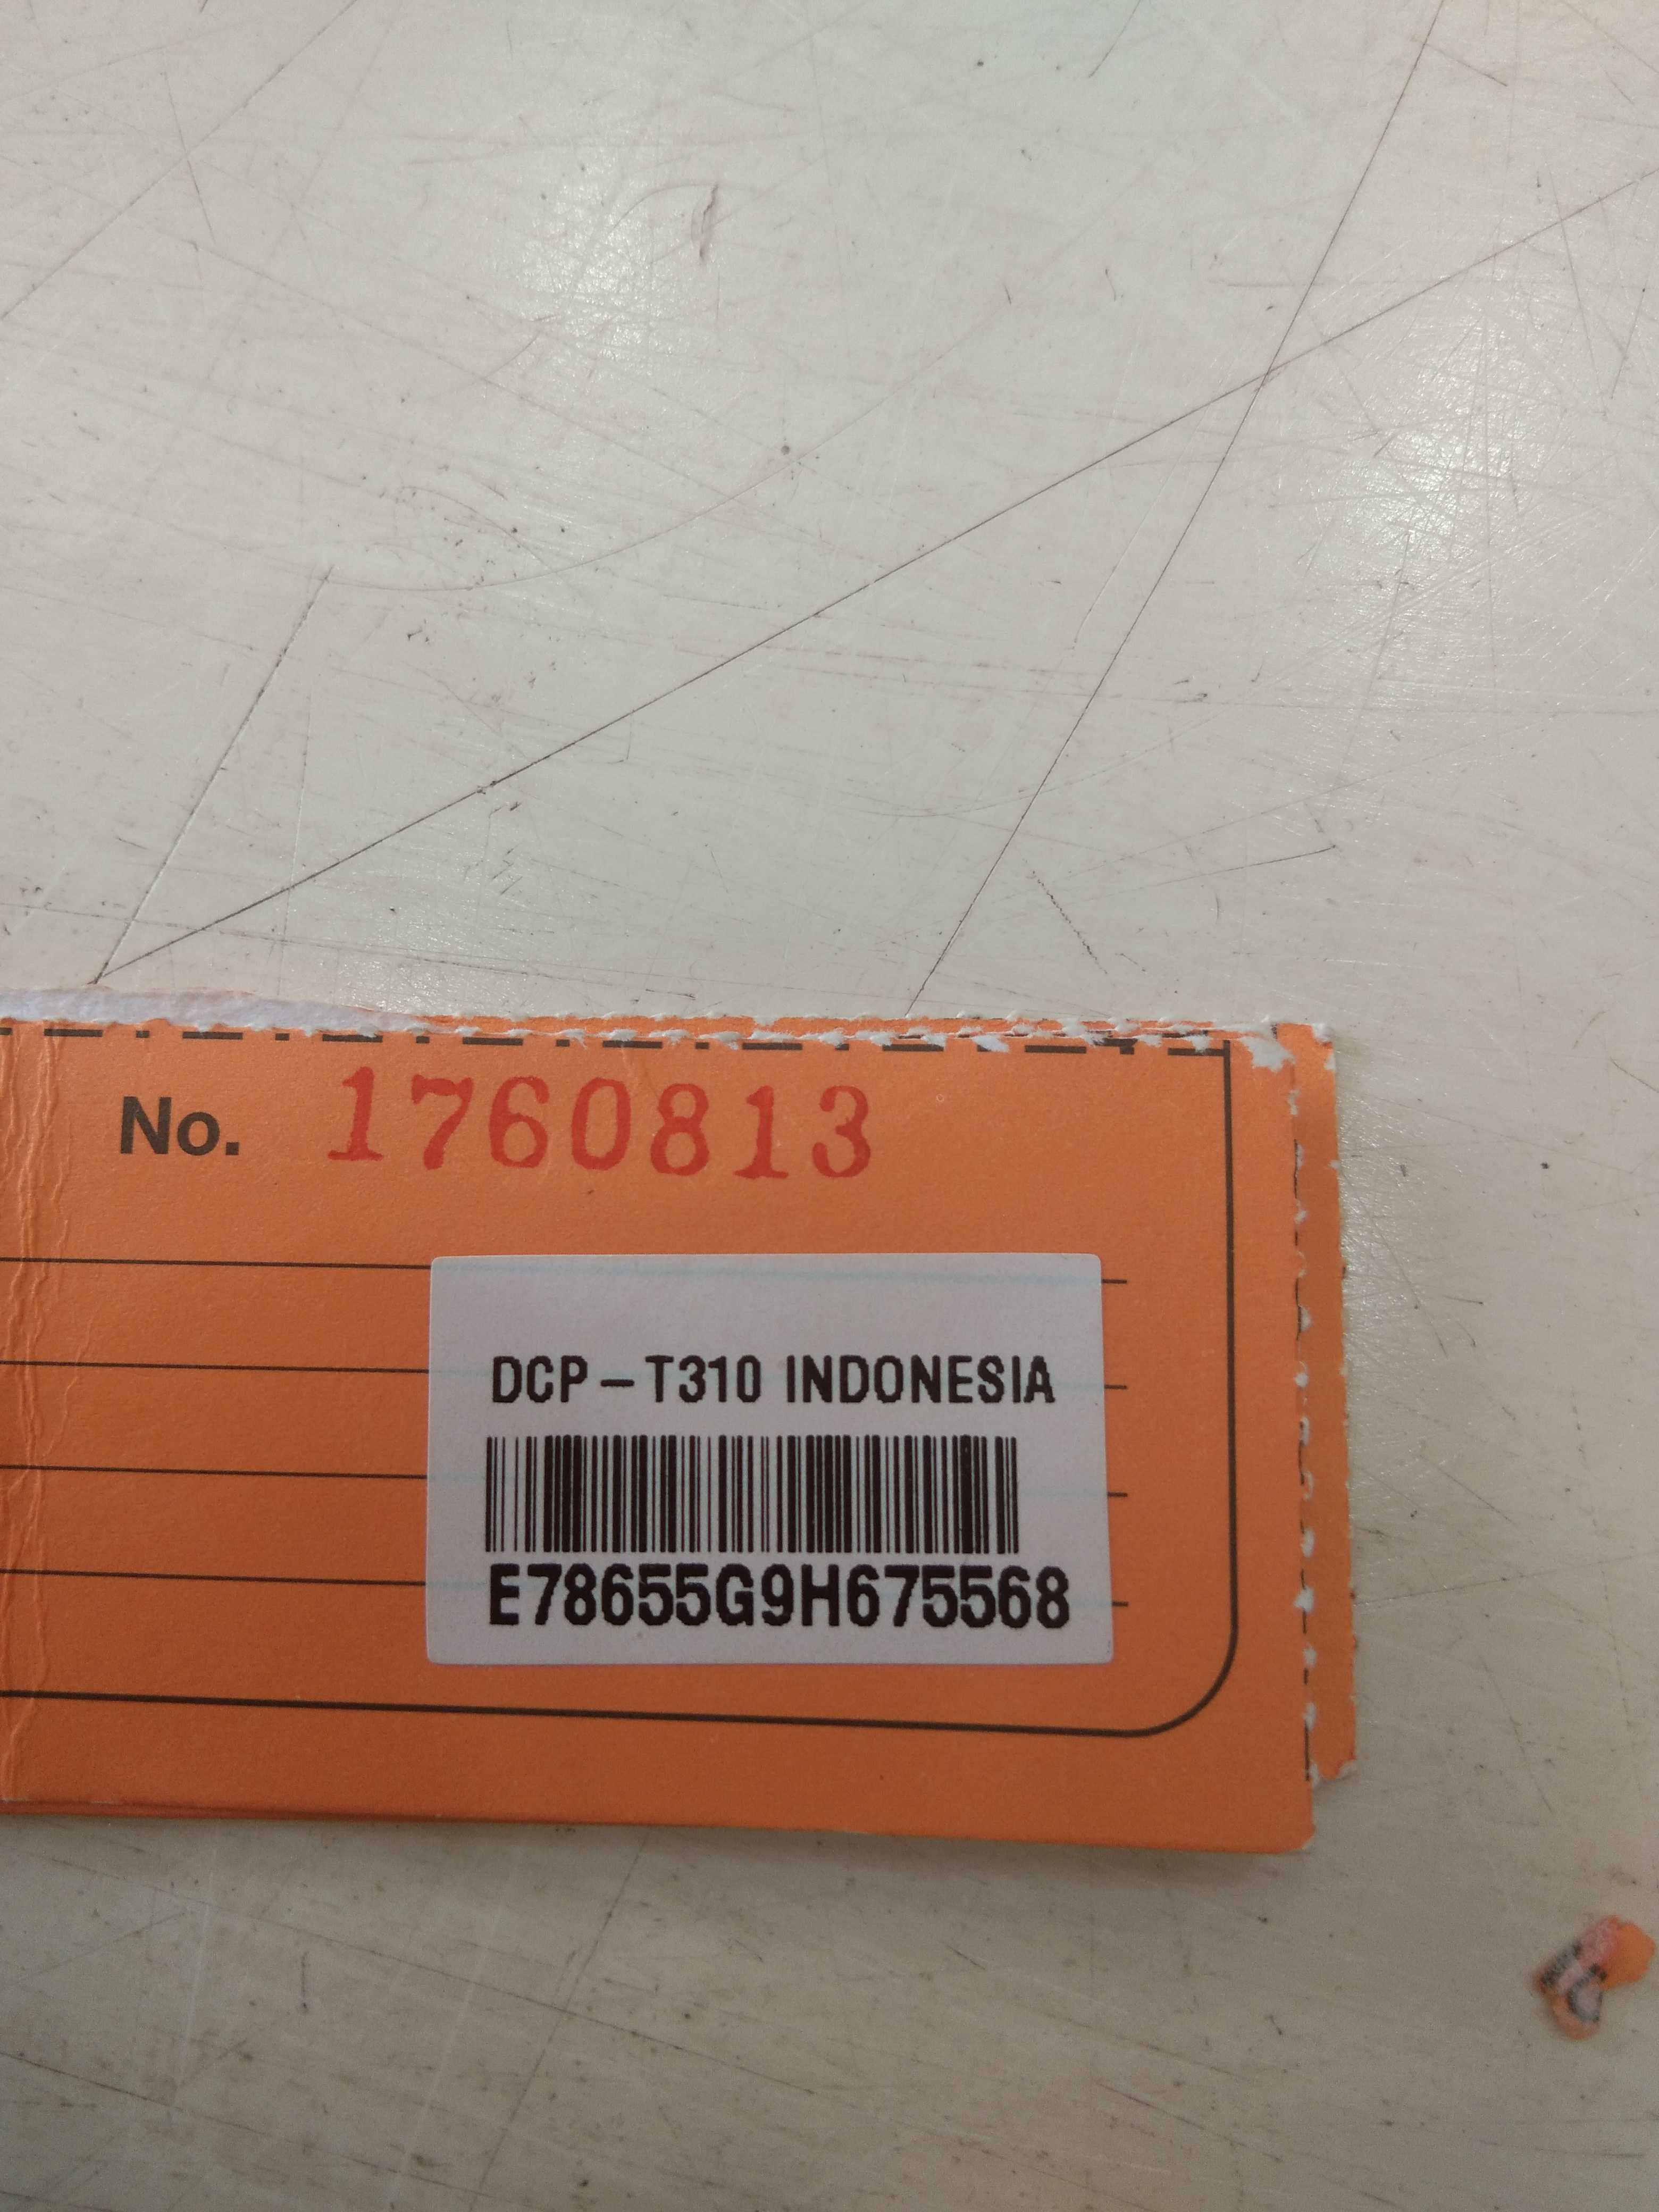 No. 1760813
DCP-T310 INDONESIA
E78655G9H675568